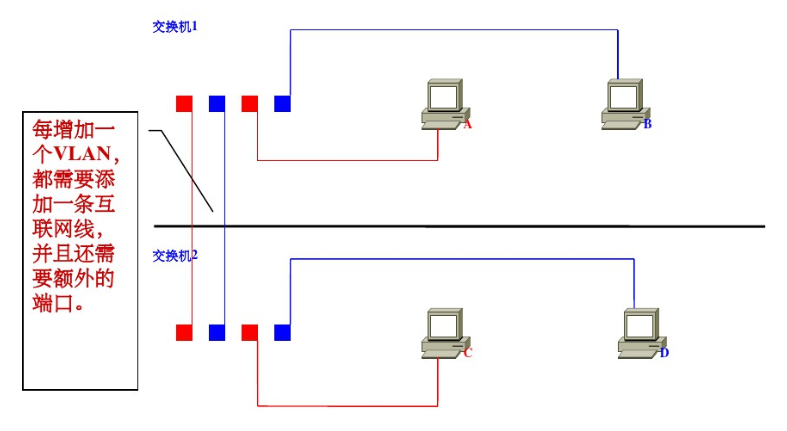 交换机1
A
B
每增加一
个VLAN，
都需要添
加一条互
联网线，
并且还需
要额外的
端口。
交换机2
C
D